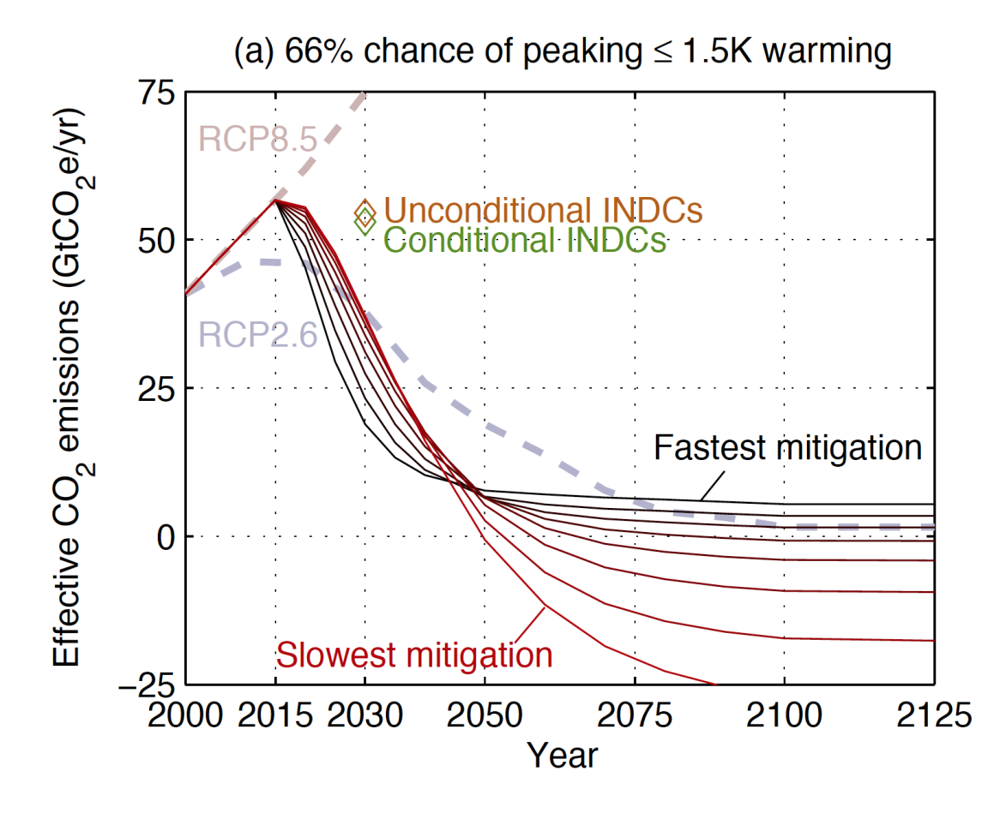 (a) 66% chance of peaking ≤ 1.5K warming
Effective CO₂ emissions (GtCO₂e/yr)
75
50
25
0
−25
RCP8.5
Unconditional INDCs
Conditional INDCs
RCP2.6
Fastest mitigation
Slowest mitigation
2000 2015 2030 2050 2075 2100 2125
Year